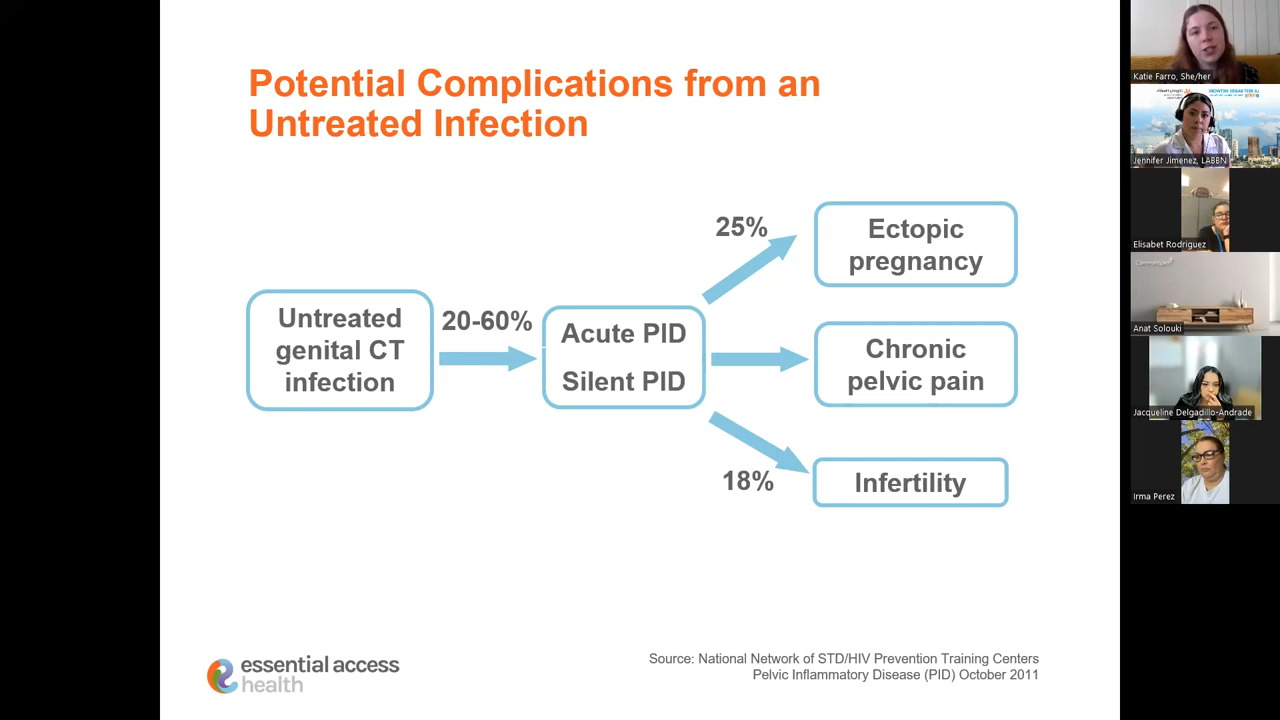 Potential Complications from an
Untreated Infection
Untreated
genital CT
infection
20-60%
Acute PID
Silent PID
25%
Ectopic
pregnancy
Chronic
pelvic pain
18%
Infertility
essential access
health
Source: National Network of STD/HIV Prevention Training Centers
Pelvic Inflammatory Disease (PID) October 2011
Katie Farro, She/her
Jennifer Jimenez, LABBN
Elisabet Rodriguez
Anat Solouki
Jacqueline Delgadillo-Andrade
Irma Perez